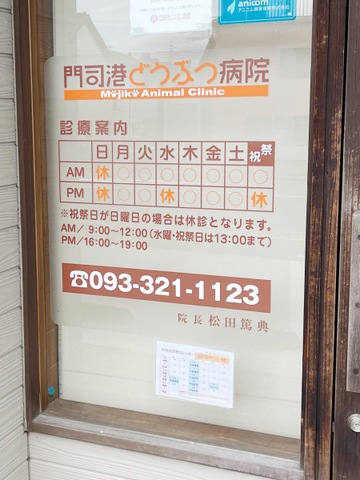 anicom
門司港どうぶつ病院
Mojiko Animal Clinic
診療案内
日 月 火 水 木 金 土 祝祭
AM 休 ○ ○ ○ ○ ○ ○ ○
PM 休 ○ ○ 休 ○ ○ ○ 休
※祝祭日が日曜日の場合は休診となります。
AM/ 9:00〜12:00(水曜・祝祭日は13:00まで)
PM/16:00〜19:00
☎093-321-1123
院長 松田篤典